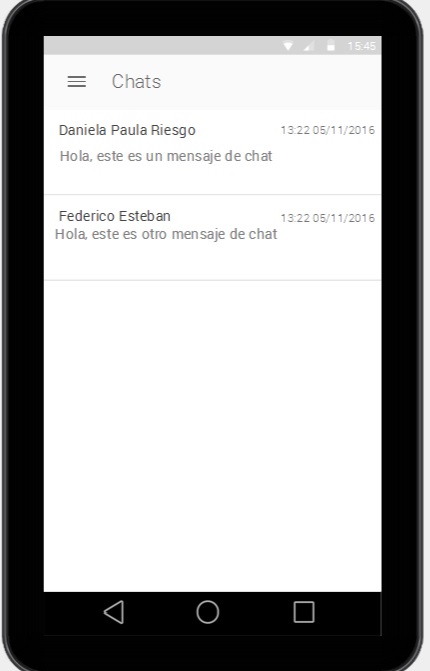 15:45
Chats
Daniela Paula Riesgo 13:22 05/11/2016
Hola, este es un mensaje de chat
Federico Esteban 13:22 05/11/2016
Hola, este es otro mensaje de chat